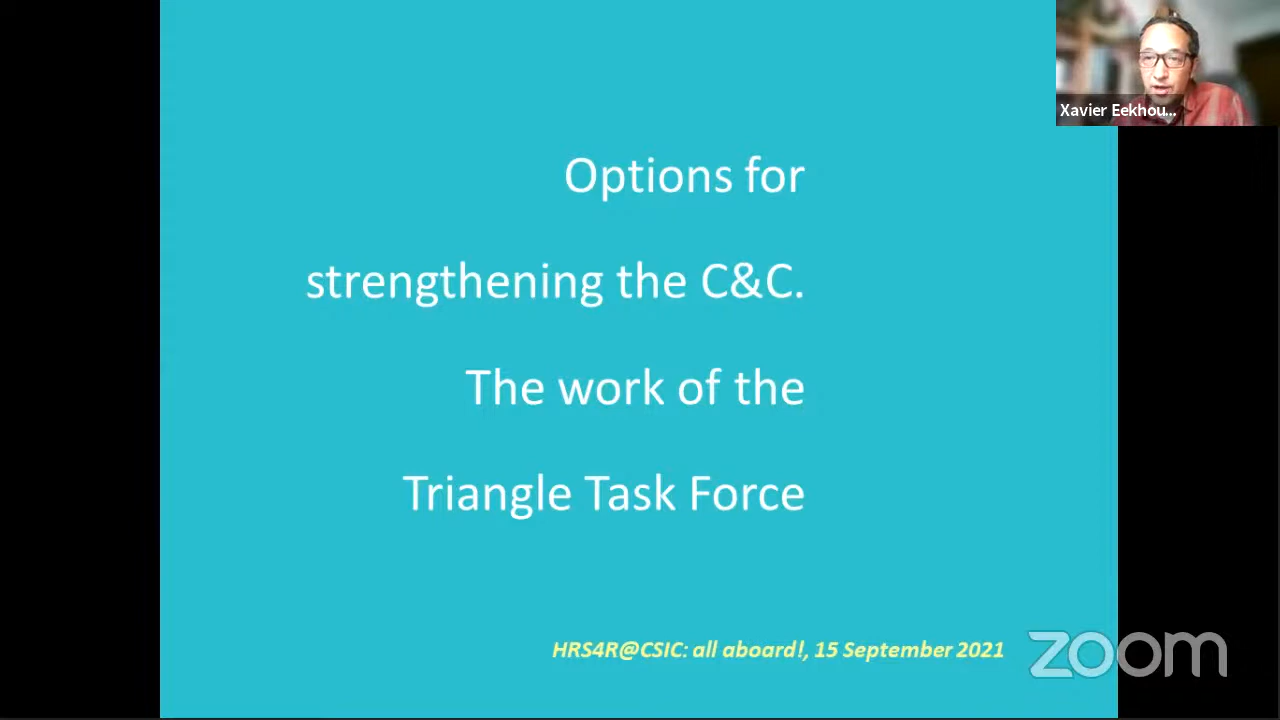 Xavier Eekhou...
Options for
strengthening the C&C.
The work of the
Triangle Task Force
HRS4R@CSIC: all aboard!, 15 September 2021
zoom